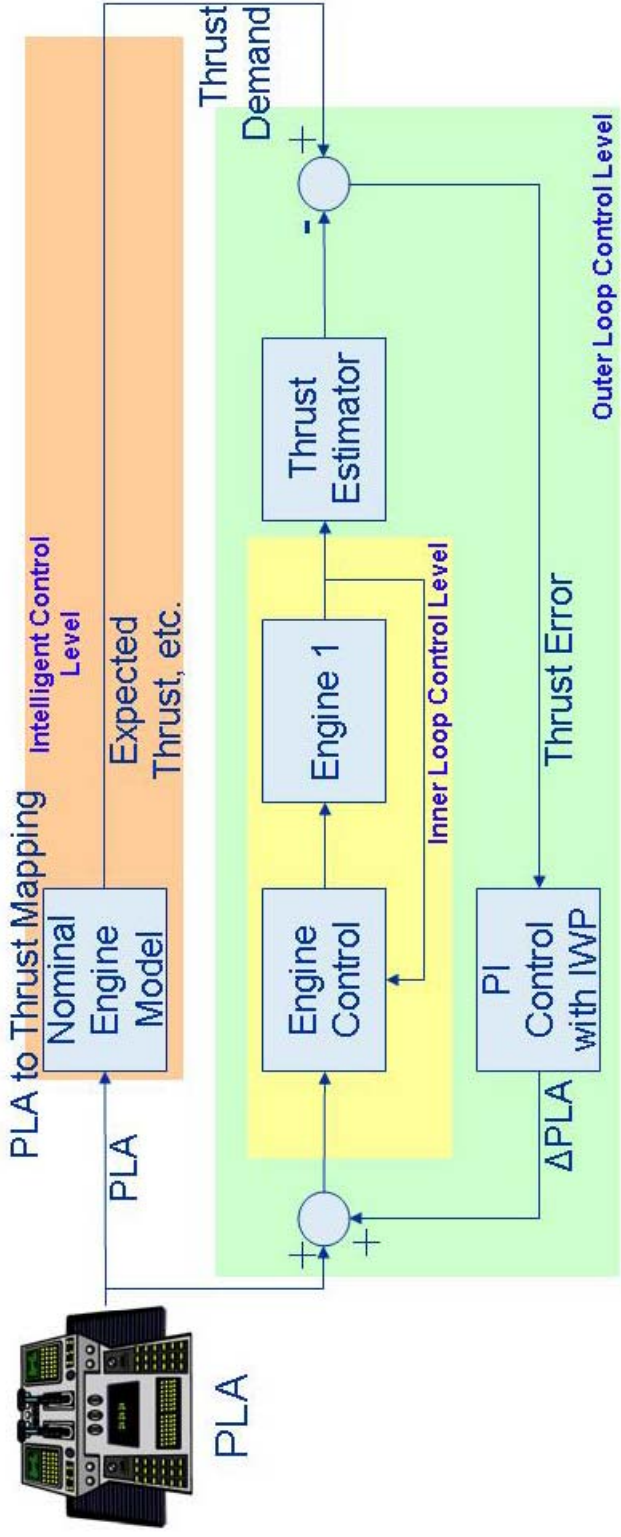 PLA
PLA
PLA to Thrust Mapping
Nominal
Engine
Model
Intelligent Control
Level
Expected
Thrust, etc.
Thrust
Demand
+
+
Engine
Control
Engine 1
Inner Loop Control Level
Thrust
Estimator
-
+
Thrust Error
PI
Control
with IWP
ΔPLA
Outer Loop Control Level